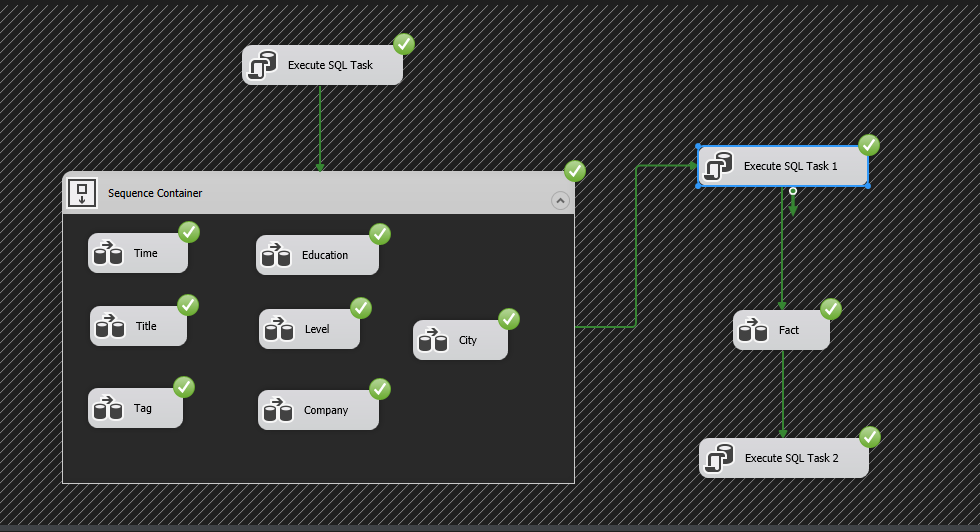 Execute SQL Task
Sequence Container
Time
Education
Title
Level
City
Tag
Company
Execute SQL Task 1
Fact
Execute SQL Task 2